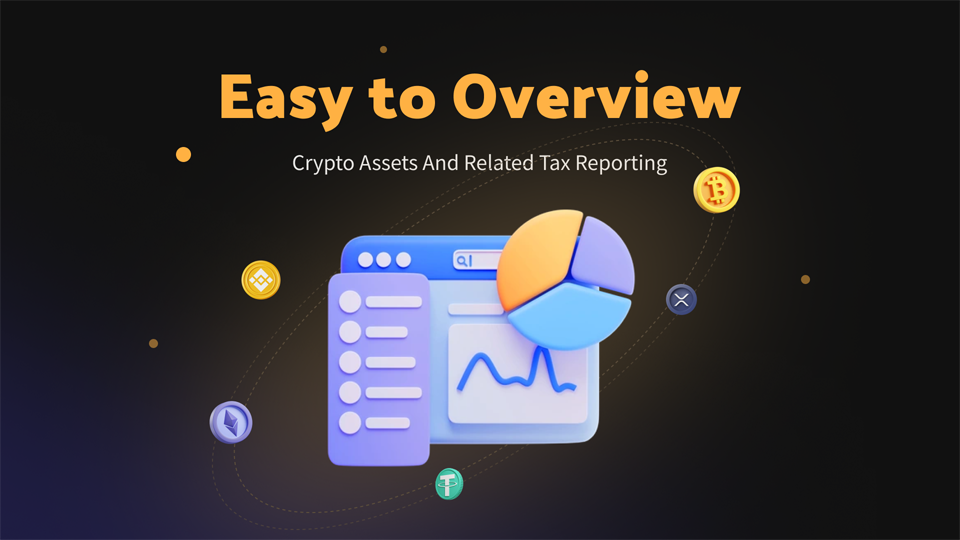 Easy to Overview
Crypto Assets And Related Tax Reporting